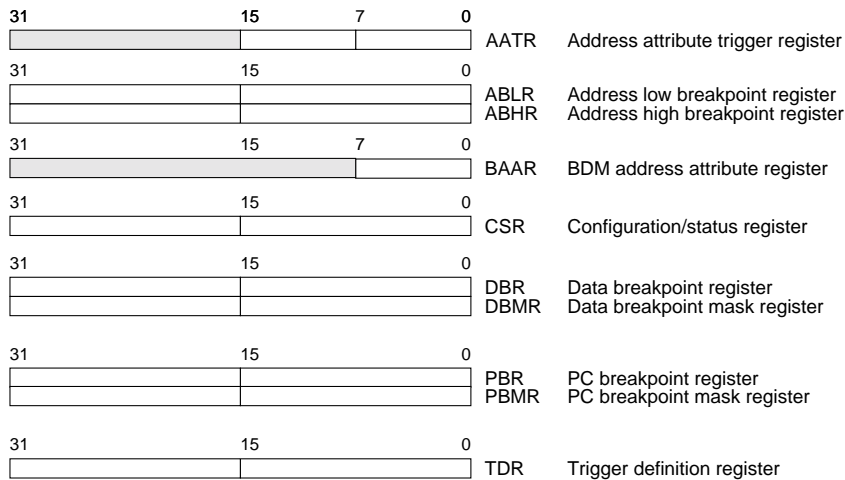 31 15 7 0
AATR Address attribute trigger register
31 15 0
ABLR Address low breakpoint register
ABHR Address high breakpoint register
31 15 7 0
BAAR BDM address attribute register
31 15 0
CSR Configuration/status register
31 15 0
DBR Data breakpoint register
DBMR Data breakpoint mask register
31 15 0
PBR PC breakpoint register
PBMR PC breakpoint mask register
31 15 0
TDR Trigger definition register